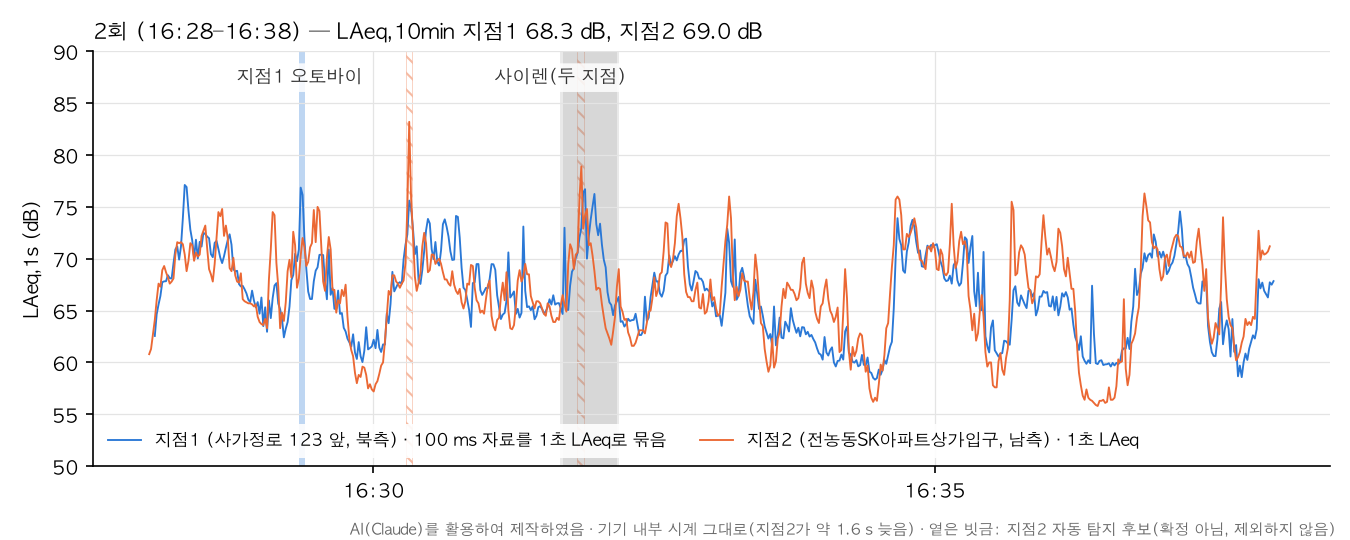 2회 (16:28–16:38) — LAeq,10min 지점1 68.3 dB, 지점2 69.0 dB
LAeq,1s (dB)
90
85
80
75
70
65
60
55
50
지점1 오토바이
사이렌(두 지점)
지점1 (사가정로 123 앞, 북측) · 100 ms 자료를 1초 LAeq로 묶음
지점2 (전농동SK아파트상가입구, 남측) · 1초 LAeq
16:30
16:35
AI(Claude)를 활용하여 제작하였음 · 기기 내부 시계 그대로(지점2가 약 1.6 s 늦음) · 옅은 빗금: 지점2 자동 탐지 후보(확정 아님, 제외하지 않음)